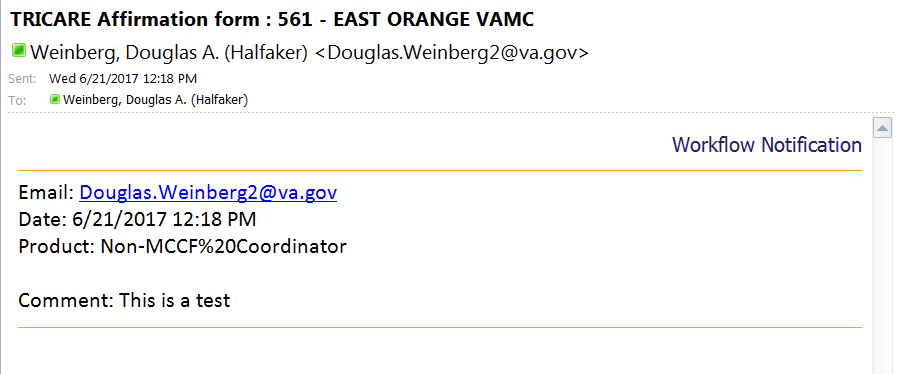 TRICARE Affirmation form : 561 - EAST ORANGE VAMC
Weinberg, Douglas A. (Halfaker) <Douglas.Weinberg2@va.gov>
Sent: Wed 6/21/2017 12:18 PM
To: Weinberg, Douglas A. (Halfaker)
Workflow Notification
Email: Douglas.Weinberg2@va.gov
Date: 6/21/2017 12:18 PM
Product: Non-MCCF%20Coordinator
Comment: This is a test